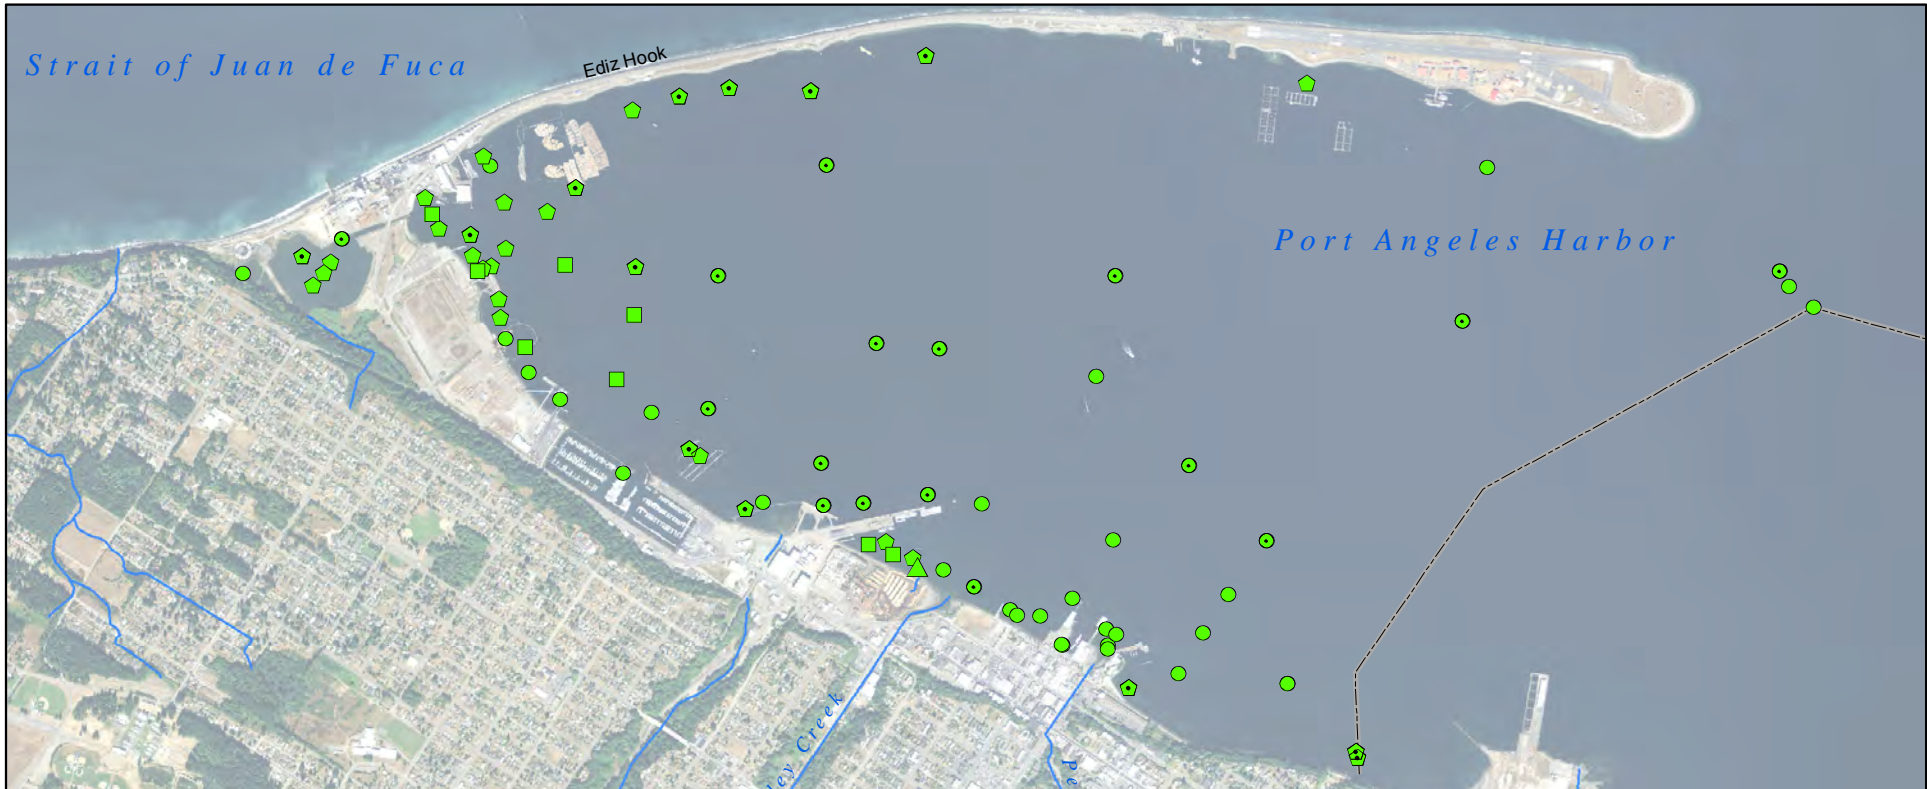 Strait of Juan de Fuca
Ediz Hook
Port Angeles Harbor
Creek